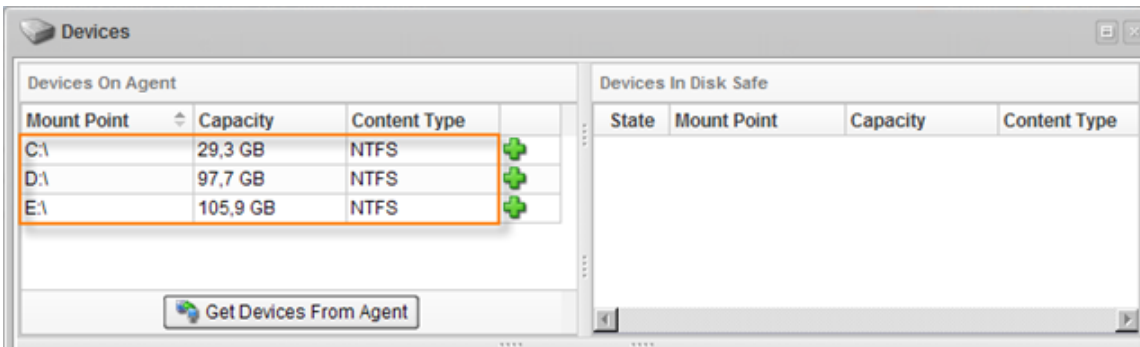 Devices
Devices On Agent
Mount Point Capacity Content Type
C:\ 29,3 GB NTFS
D:\ 97,7 GB NTFS
E:\ 105,9 GB NTFS
Get Devices From Agent
Devices In Disk Safe
State Mount Point Capacity Content Type